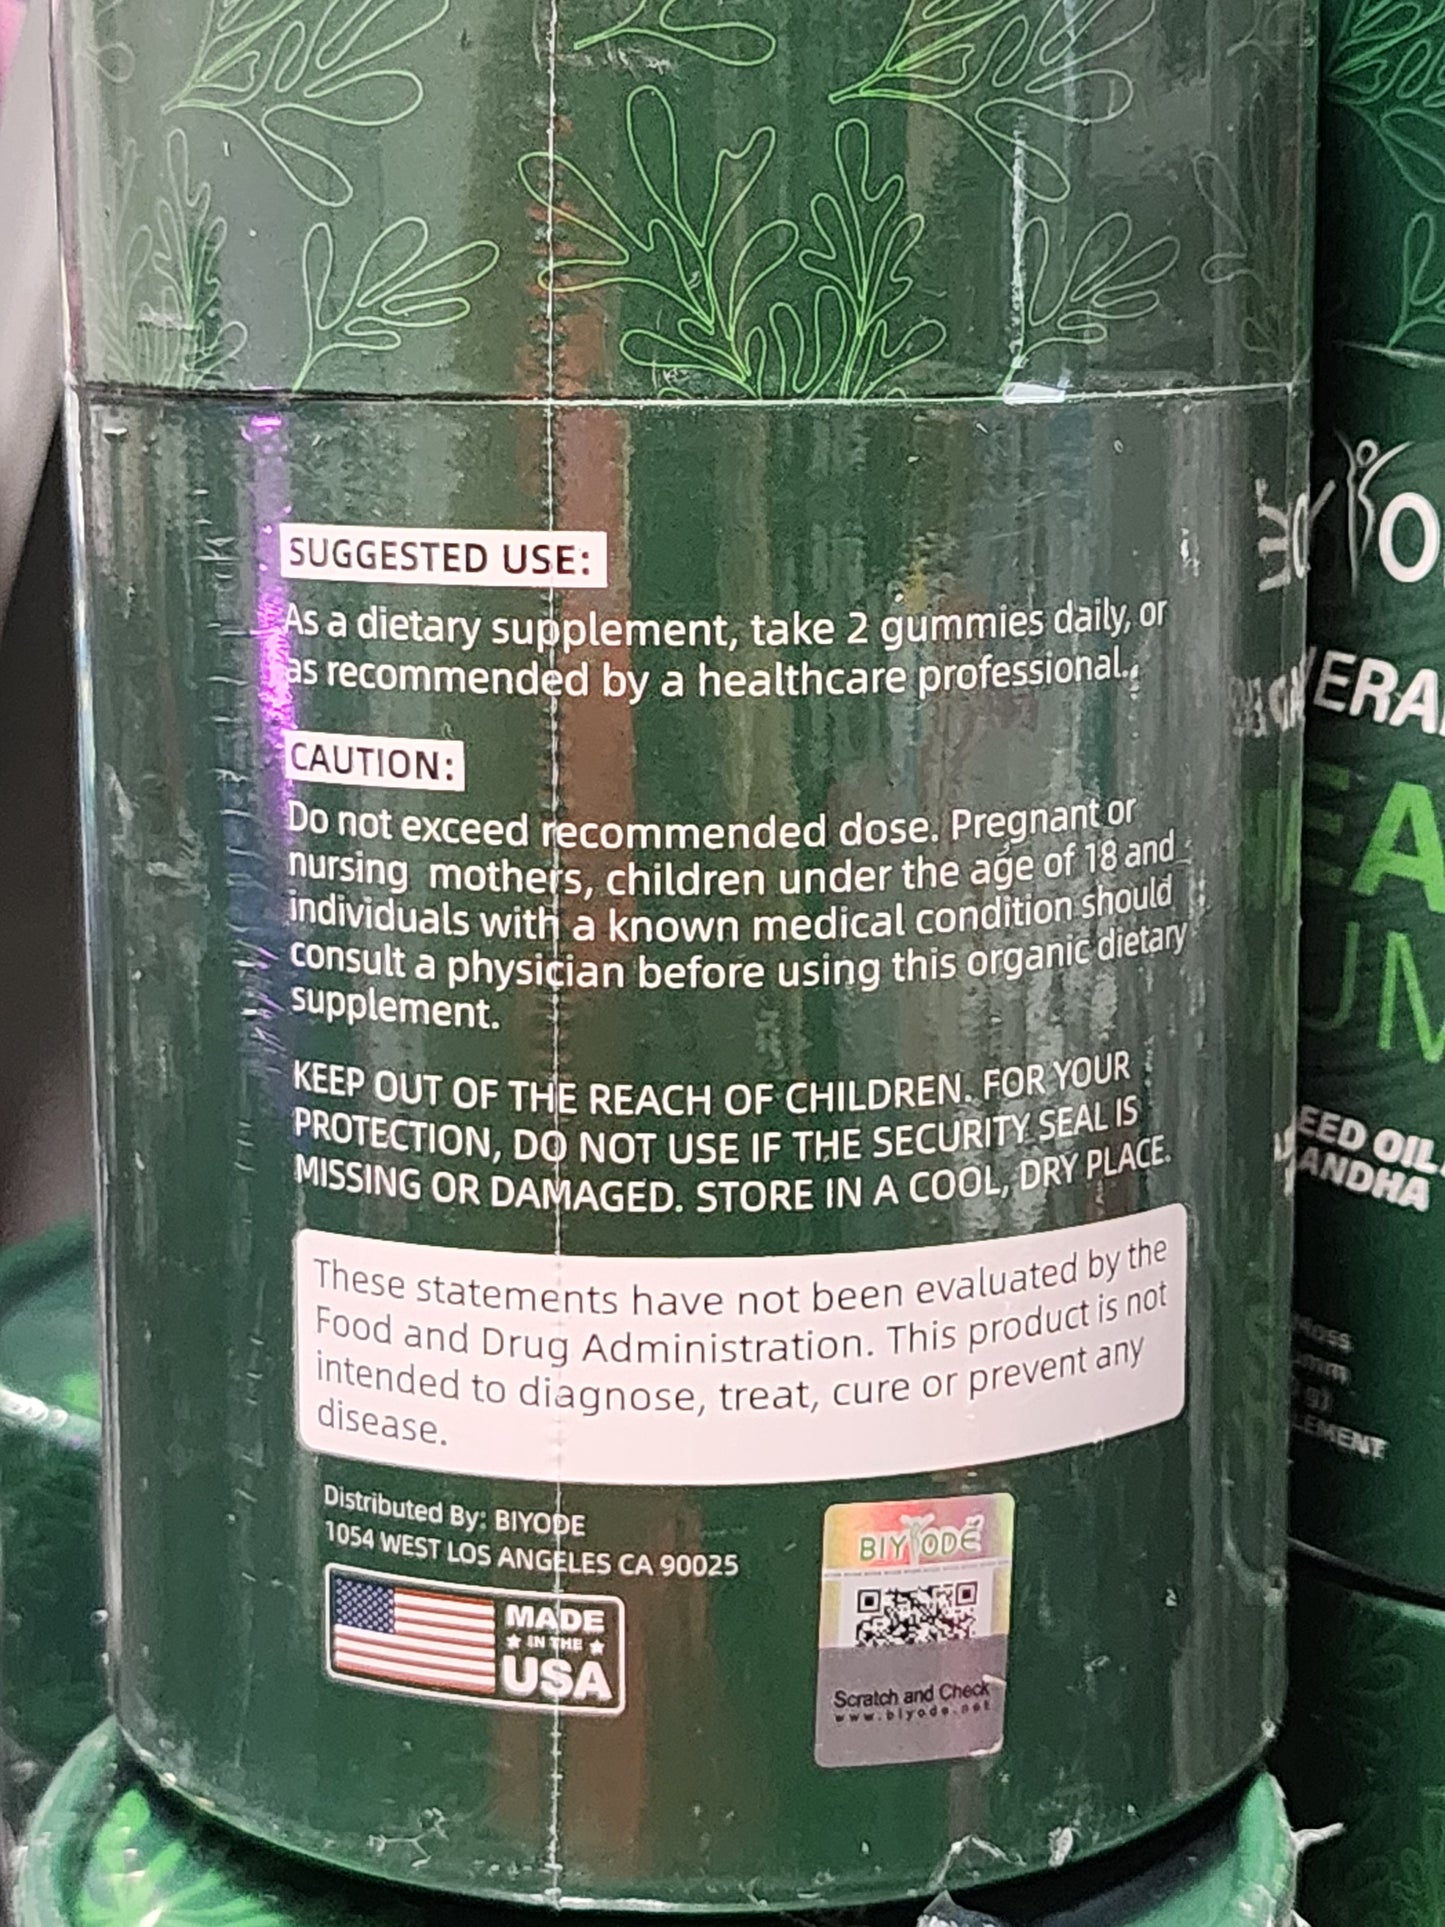 SUGGESTED USE:
As a dietary supplement, take 2 gummies daily, or
as recommended by a healthcare professional.
CAUTION:
Do not exceed recommended dose. Pregnant or
nursing mothers, children under the age of 18 and
individuals with a known medical condition should
consult a physician before using this organic dietary
supplement.
KEEP OUT OF THE REACH OF CHILDREN. FOR YOUR
PROTECTION, DO NOT USE IF THE SECURITY SEAL IS
MISSING OR DAMAGED. STORE IN A COOL, DRY PLACE.
These statements have not been evaluated by the
Food and Drug Administration. This product is not
intended to diagnose, treat, cure or prevent any
disease.
Distributed By: BIYODE
1054 WEST LOS ANGELES CA 90025
MADE
IN THE
USA
BIYODE
Scratch and Check
www.biyode.net
EED OIL
ANDHA